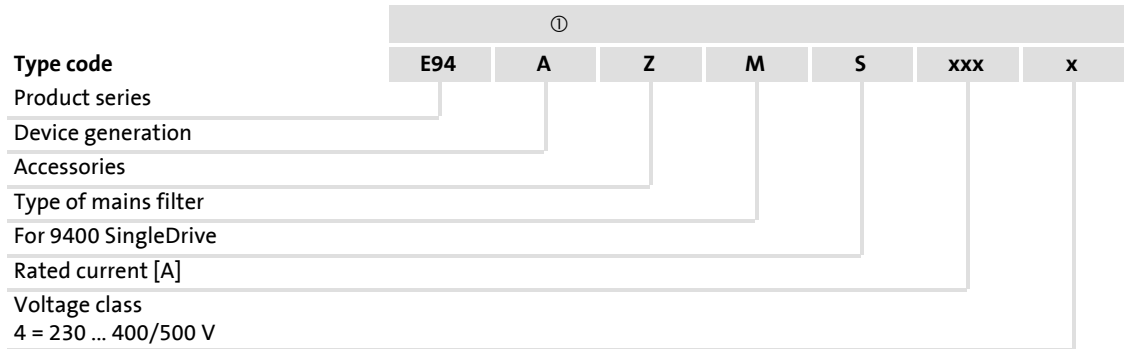 ①
Type code E94 A Z M S xxx x
Product series
Device generation
Accessories
Type of mains filter
For 9400 SingleDrive
Rated current [A]
Voltage class
4 = 230 ... 400/500 V